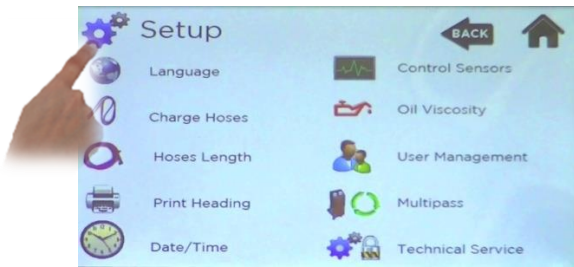 Setup
BACK
Language
Control Sensors
Charge Hoses
Oil Viscosity
Hoses Length
User Management
Print Heading
Multipass
Date/Time
Technical Service